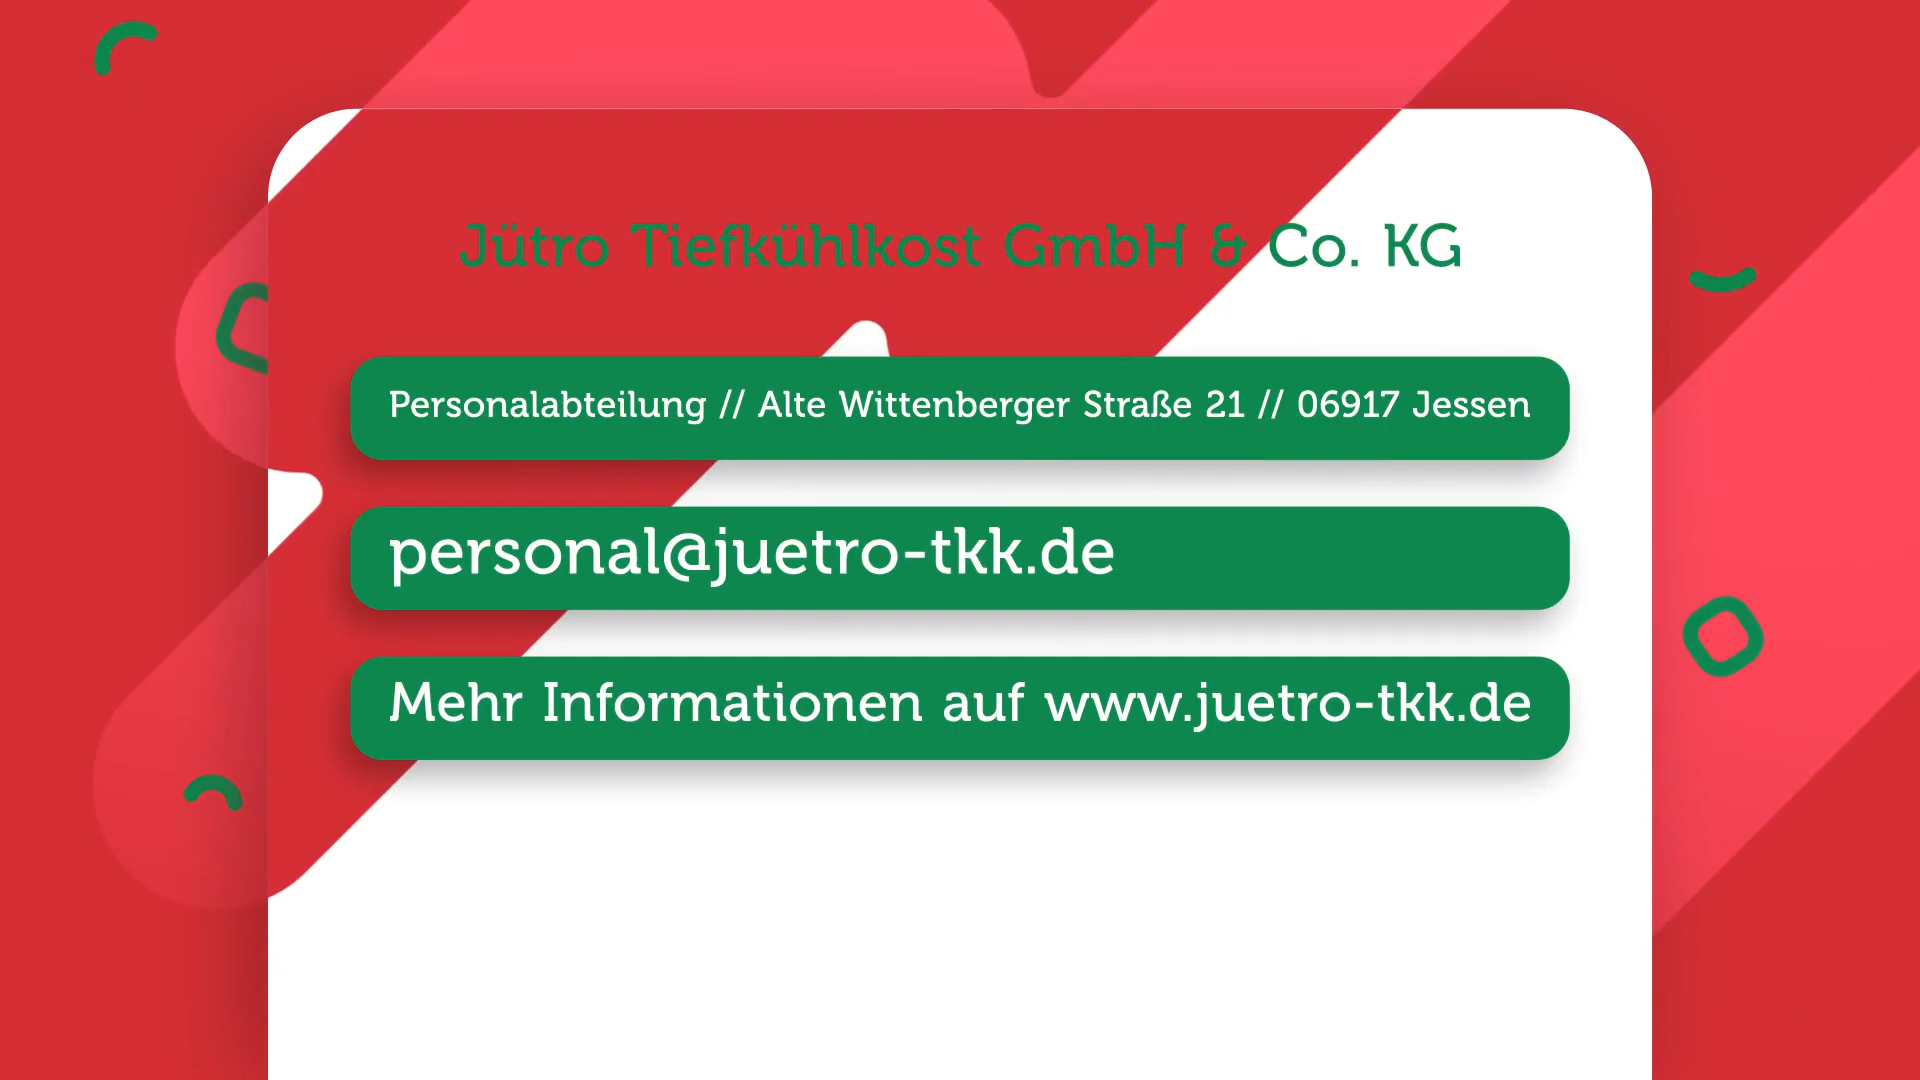 Jütro Tiefkühlkost GmbH & Co. KG
Personalabteilung // Alte Wittenberger Straße 21 // 06917 Jessen
personal@juetro-tkk.de
Mehr Informationen auf www.juetro-tkk.de